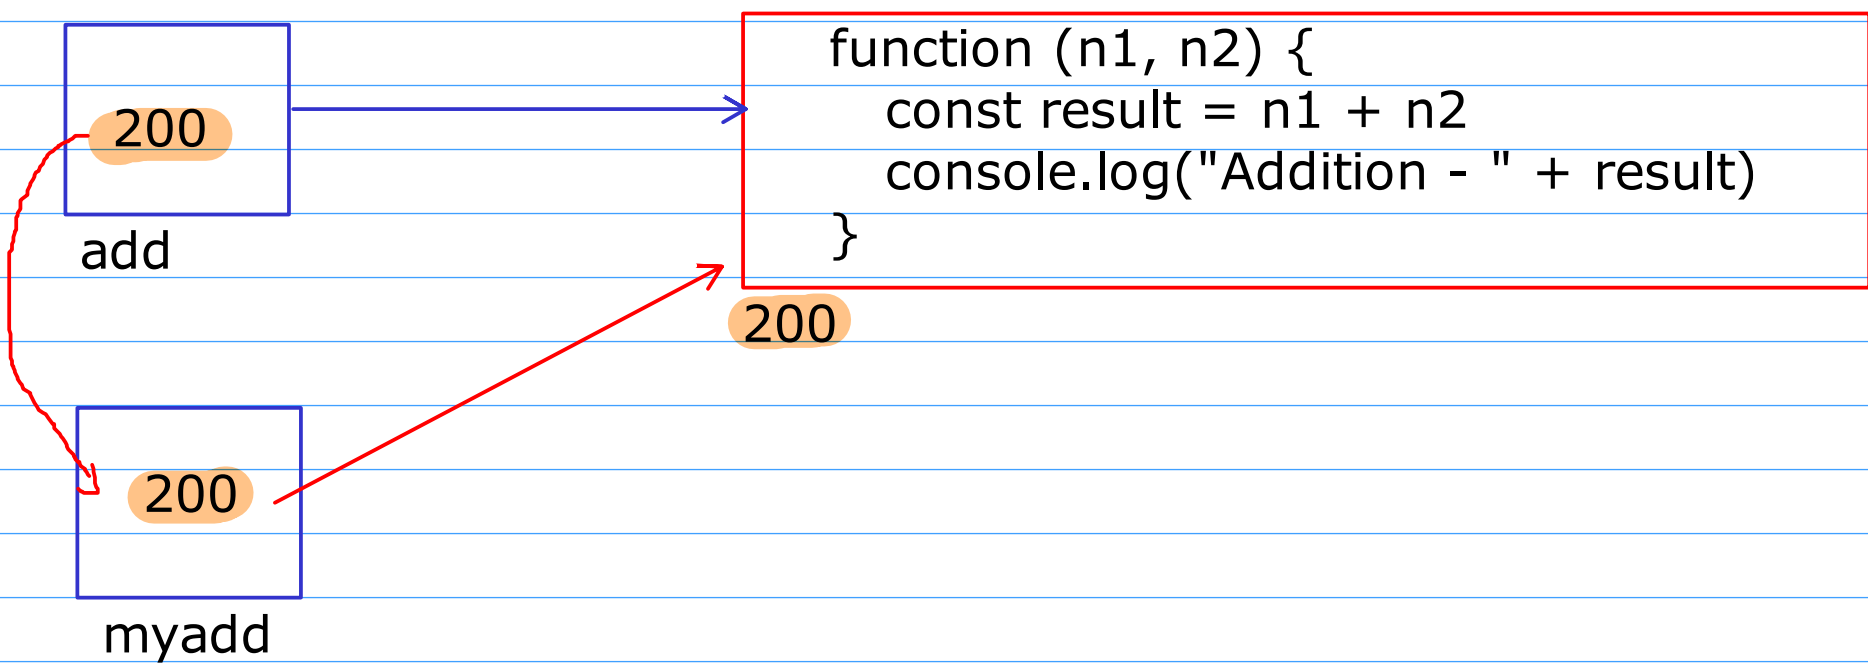 function (n1, n2) {
const result = n1 + n2
console.log("Addition - " + result)
}
200
add
200
200
myadd